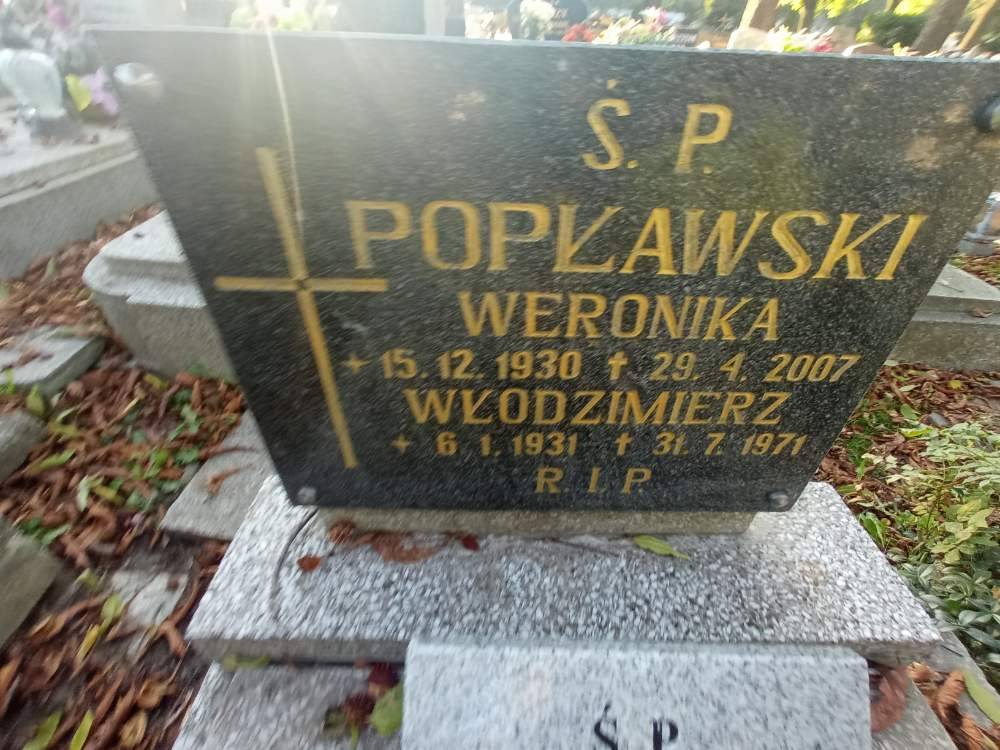 Ś. P.
POPŁAWSKI
WERONIKA
+ 15. 12. 1930 ✝ 29. 4. 2007
WŁODZIMIERZ
+ 6. 1. 1931 ✝ 31. 7. 1971
R. I. P.
Ś. P.